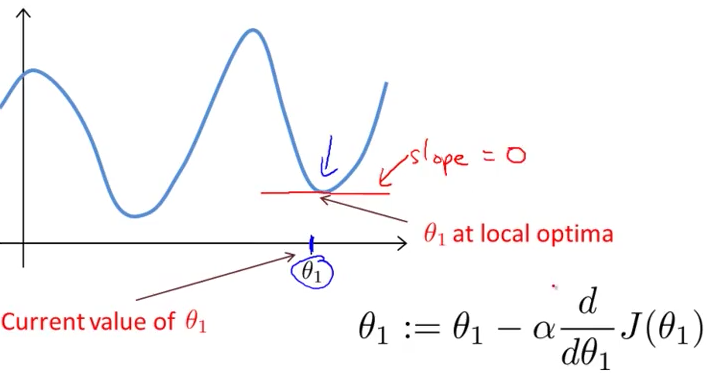 slope = 0
θ₁ at local optima
θ₁
Current value of θ₁
θ₁ := θ₁ − α d/dθ₁ J(θ₁)